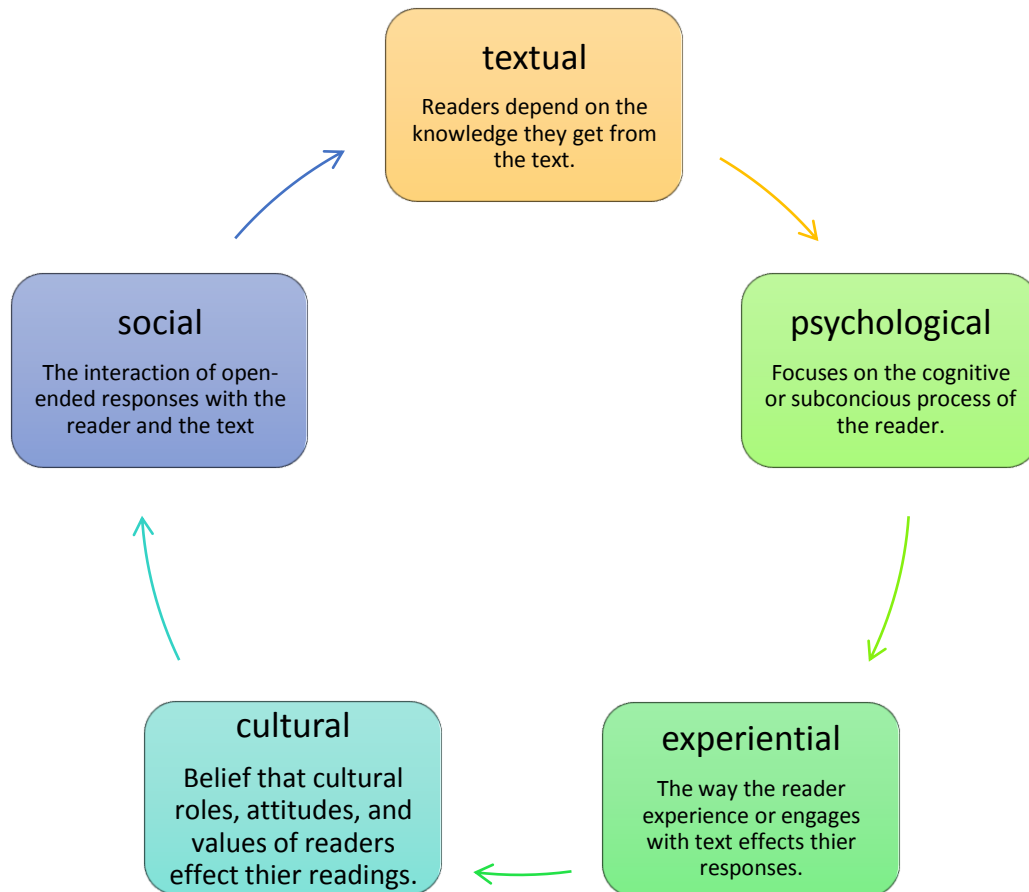 textual
Readers depend on the
knowledge they get from
the text.
psychological
Focuses on the cognitive
or subconcious process of
the reader.
experiential
The way the reader
experience or engages
with text effects thier
responses.
cultural
Belief that cultural
roles, attitudes, and
values of readers
effect thier readings.
social
The interaction of open-
ended responses with the
reader and the text